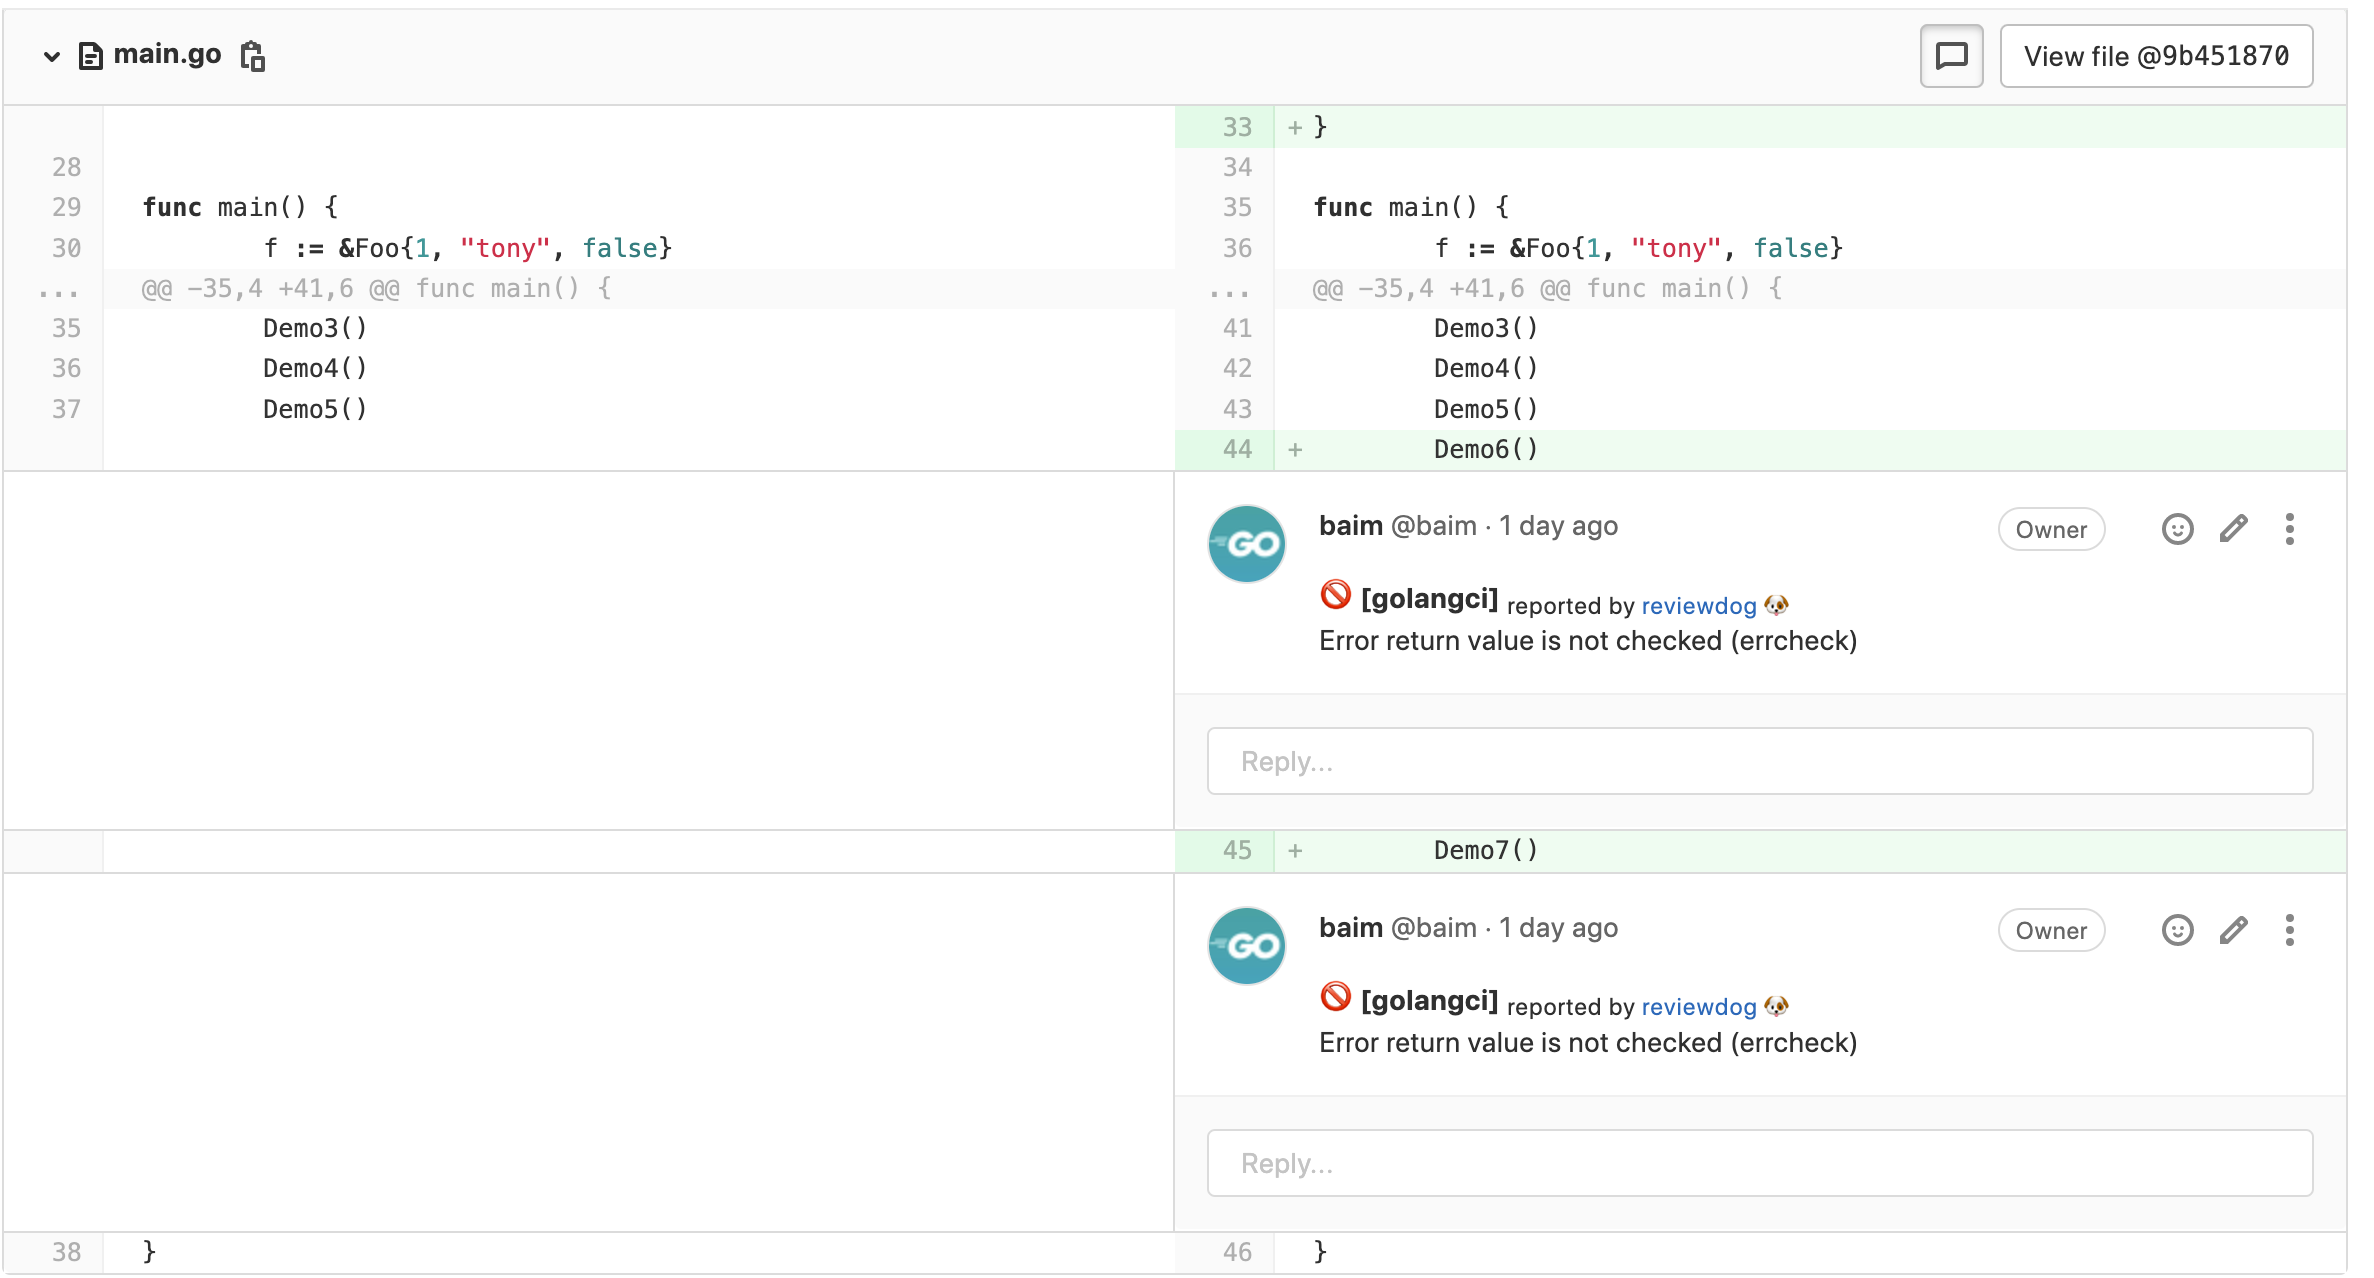 main.go
View file @9b451870
33 + }
28 34
29 func main() { 35 func main() {
30 f := &Foo{1, "tony", false} 36 f := &Foo{1, "tony", false}
... @@ -35,4 +41,6 @@ func main() { ... @@ -35,4 +41,6 @@ func main() {
35 Demo3() 41 Demo3()
36 Demo4() 42 Demo4()
37 Demo5() 43 Demo5()
44 + Demo6()
GO
baim @baim · 1 day ago Owner
[golangci] reported by reviewdog
Error return value is not checked (errcheck)
Reply...
45 + Demo7()
GO
baim @baim · 1 day ago Owner
[golangci] reported by reviewdog
Error return value is not checked (errcheck)
Reply...
38 } 46 }